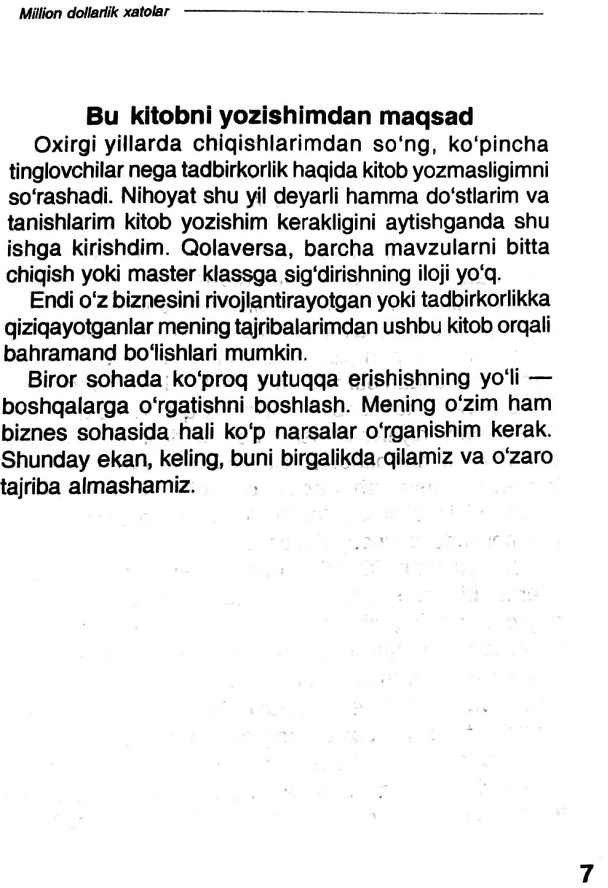 Million dollarlik xatolar
Bu kitobni yozishimdan maqsad
Oxirgi yillarda chiqishlarimdan so‘ng, ko‘pincha
tinglovchilar nega tadbirkorlik haqida kitob yozmasligimni
so‘rashadi. Nihoyat shu yil deyarli hamma do‘stlarim va
tanishlarim kitob yozishim kerakligini aytishganda shu
ishga kirishdim. Qolaversa, barcha mavzularni bitta
chiqish yoki master klassga sig‘dirishning iloji yo‘q.
Endi o‘z biznesini rivojlantirayotgan yoki tadbirkorlikka
qiziqayotganlar mening tajribalarimdan ushbu kitob orqali
bahramand bo‘lishlari mumkin.
Biror sohada ko‘proq yutuqqa erishishning yo‘li —
boshqalarga o‘rgatishni boshlash. Mening o‘zim ham
biznes sohasida hali ko‘p narsalar o‘rganishim kerak.
Shunday ekan, keling, buni birgalikda qilamiz va o‘zaro
tajriba almashamiz.
7